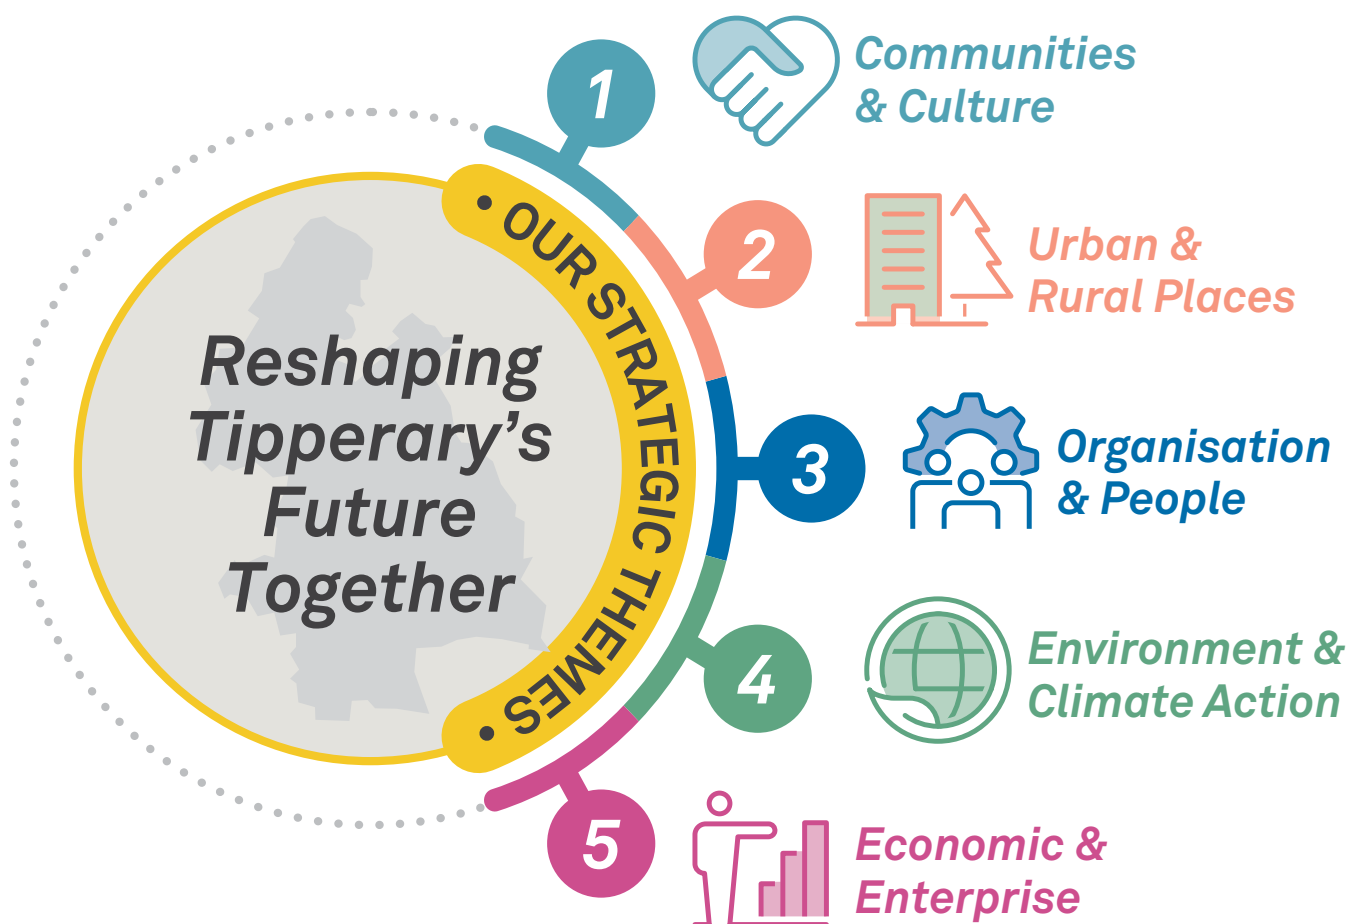 Reshaping
Tipperary’s
Future
Together
• OUR STRATEGIC THEMES •
1
Communities
& Culture
2
Urban &
Rural Places
3
Organisation
& People
4
Environment &
Climate Action
5
Economic &
Enterprise